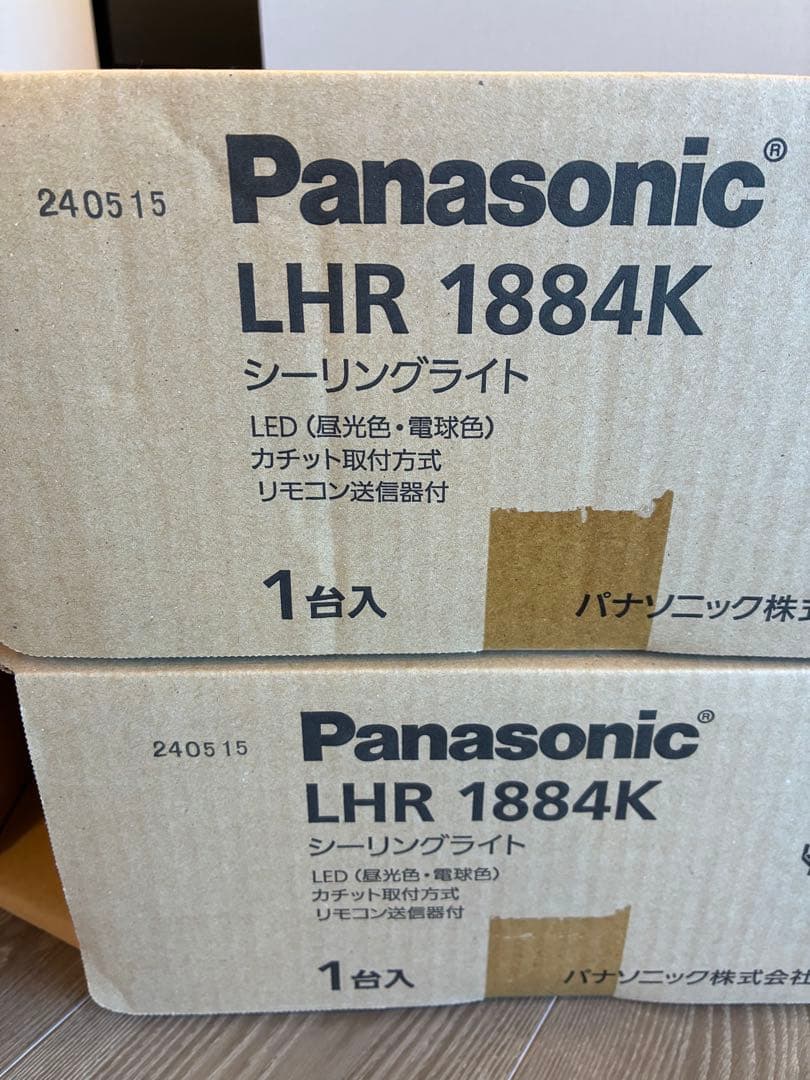 240515
Panasonic®
LHR 1884K
シーリングライト
LED（昼光色・電球色）
カチット取付方式
リモコン送信器付
1台入
パナソニック株式
240515
Panasonic®
LHR 1884K
シーリングライト
LED（昼光色・電球色）
カチット取付方式
リモコン送信器付
1台入
パナソニック株式会社